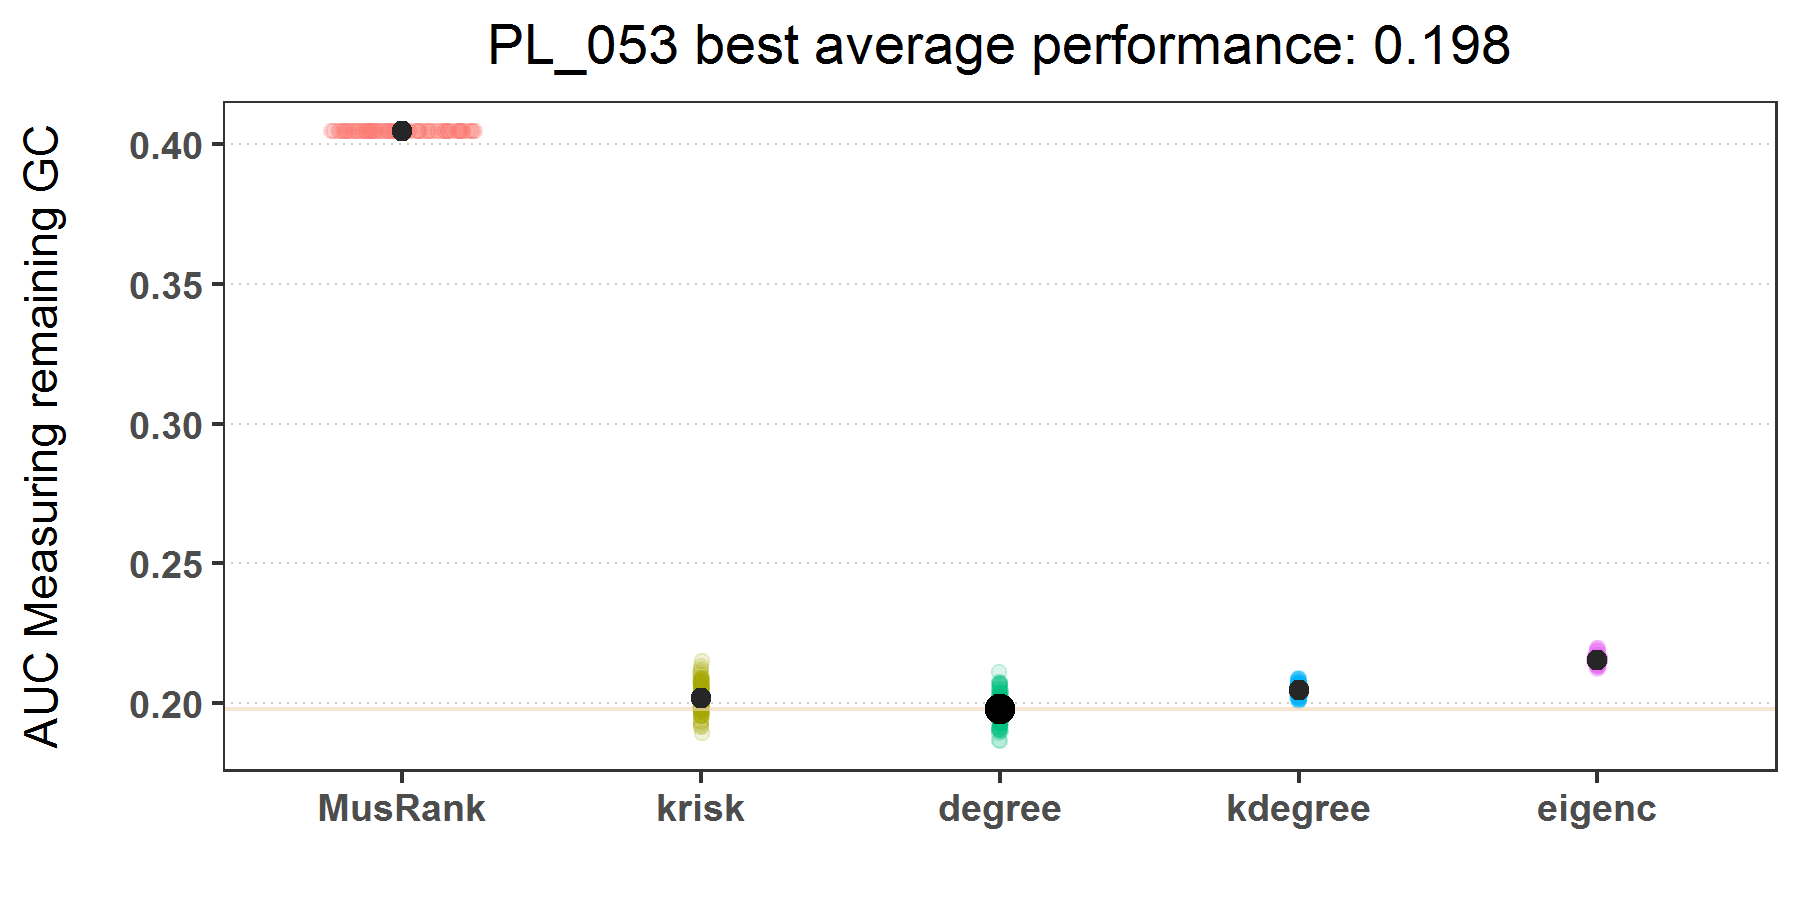 PL_053 best average performance: 0.198
AUC Measuring remaining GC
0.40
0.35
0.30
0.25
0.20
MusRank krisk degree kdegree eigenc